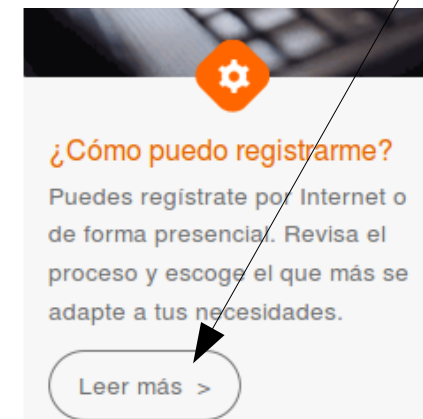 ¿Cómo puedo registrarme?
Puedes regístrate por Internet o
de forma presencial. Revisa el
proceso y escoge el que más se
adapte a tus necesidades.
Leer más >